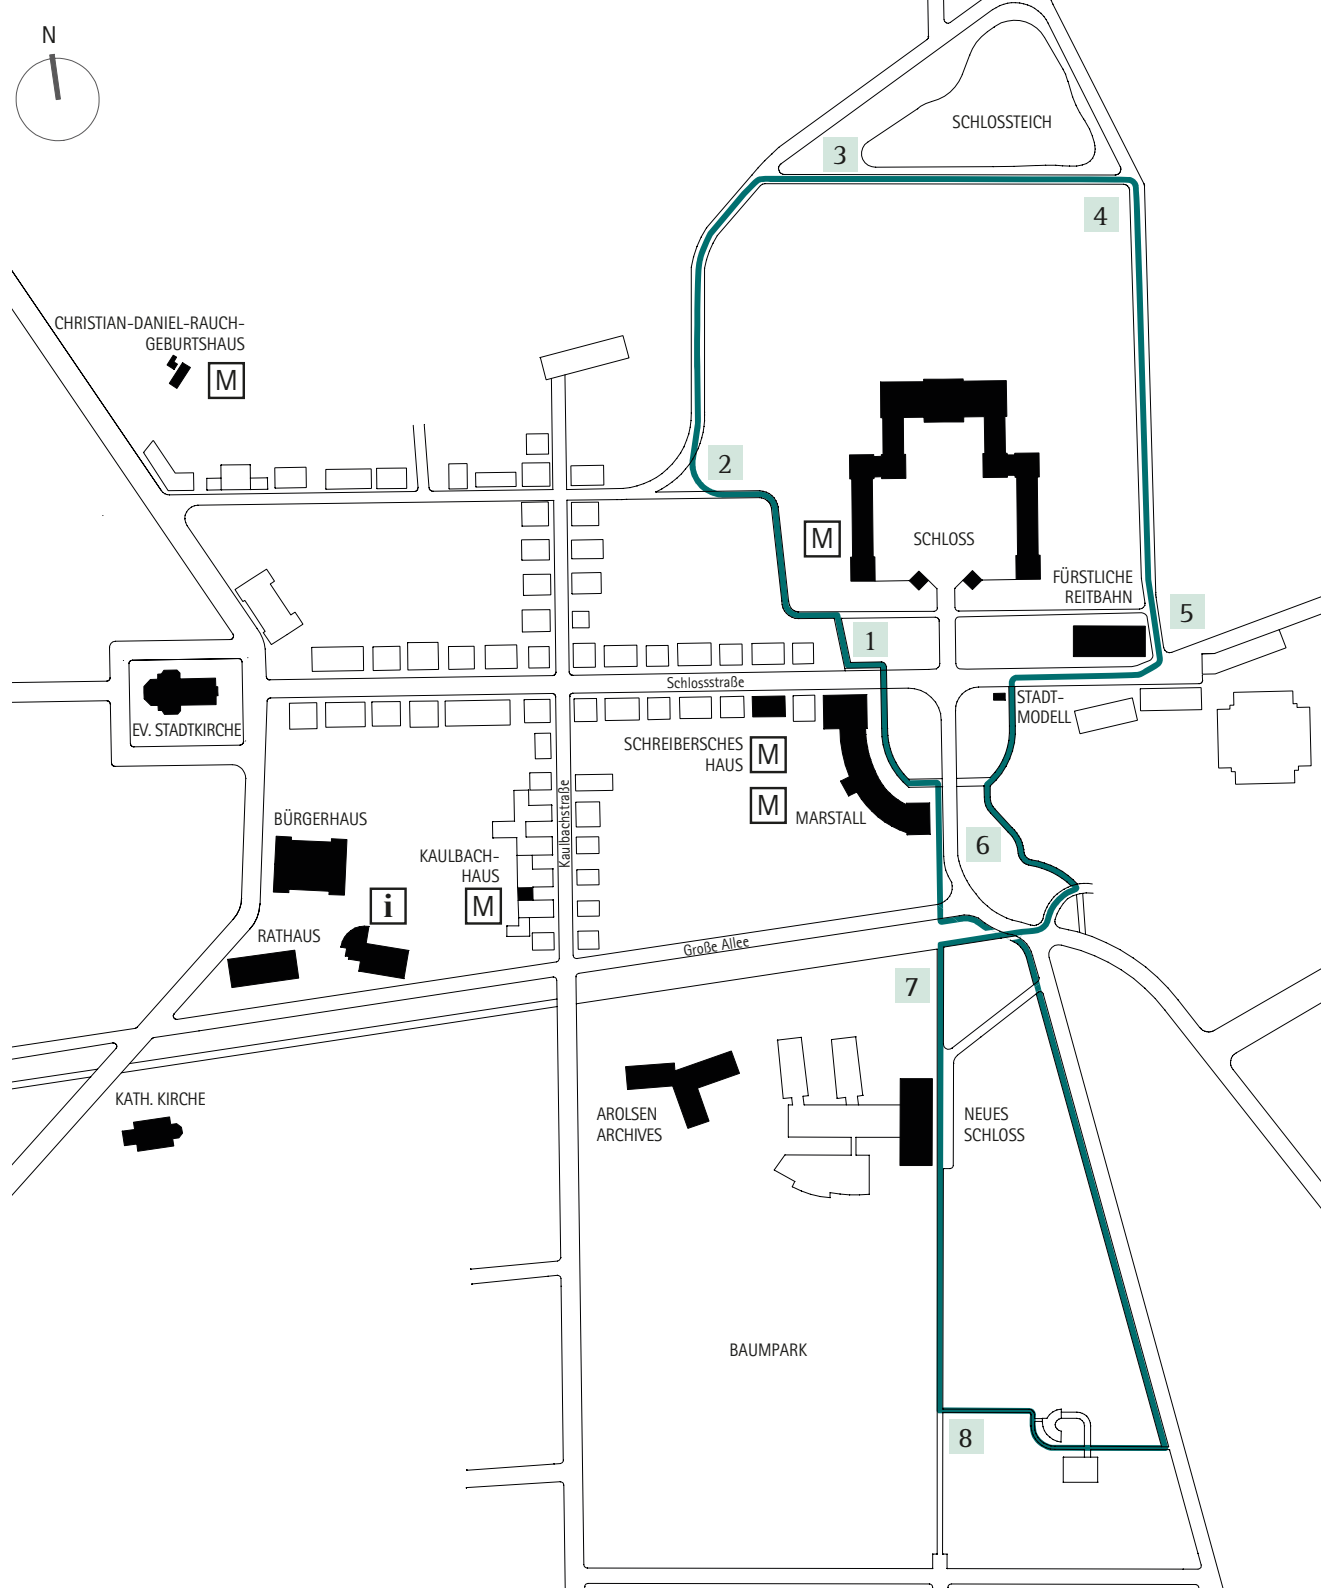 N
SCHLOSSTEICH
3
4
CHRISTIAN-DANIEL-RAUCH-
GEBURTSHAUS
M
2
M
SCHLOSS
FÜRSTLICHE
REITBAHN
5
1
Schlossstraße
STADT-
MODELL
EV. STADTKIRCHE
SCHREIBERSCHES
HAUS
M
M
MARSTALL
Kaulbachstraße
BÜRGERHAUS
KAULBACH-
HAUS
M
i
6
RATHAUS
Große Allee
7
KATH. KIRCHE
AROLSEN
ARCHIVES
NEUES
SCHLOSS
BAUMPARK
8